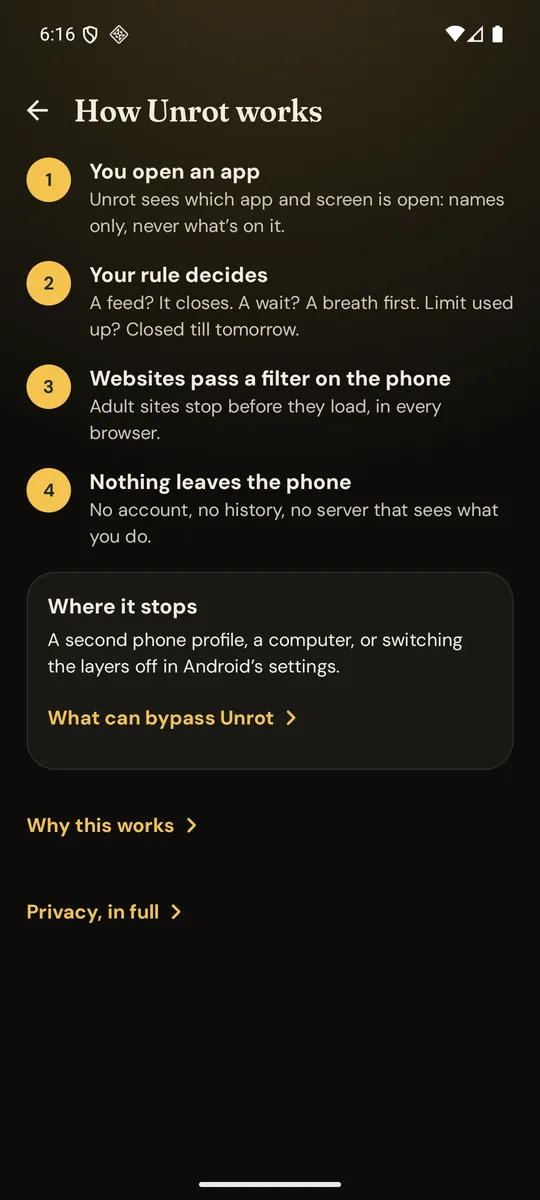 6:16
How Unrot works
1
You open an app
Unrot sees which app and screen is open: names
only, never what’s on it.
2
Your rule decides
A feed? It closes. A wait? A breath first. Limit used
up? Closed till tomorrow.
3
Websites pass a filter on the phone
Adult sites stop before they load, in every
browser.
4
Nothing leaves the phone
No account, no history, no server that sees what
you do.
Where it stops
A second phone profile, a computer, or switching
the layers off in Android’s settings.
What can bypass Unrot
Why this works
Privacy, in full